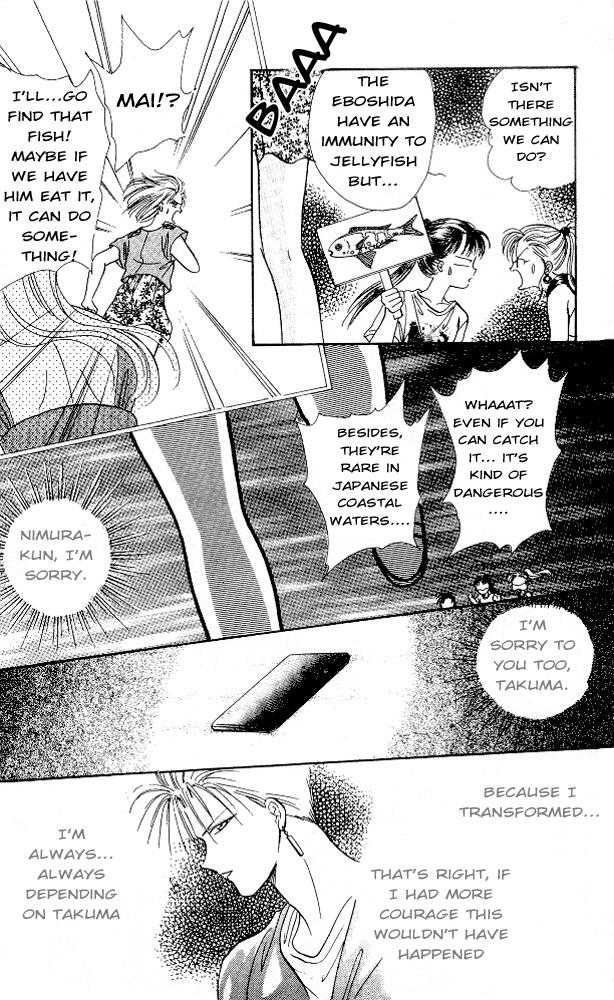 ISN'T
THERE
SOMETHING
WE CAN
DO?
THE
EBOSHIDA
HAVE AN
IMMUNITY TO
JELLYFISH
BUT...
BAAA
MAI!?
I'LL...GO
FIND THAT
FISH!
MAYBE IF
WE HAVE
HIM EAT IT,
IT CAN DO
SOME-
THING!
WHAAAT?
EVEN IF YOU
CAN CATCH
IT... IT'S
KIND OF
DANGEROUS
....
BESIDES,
THEY'RE
RARE IN
JAPANESE
COASTAL
WATERS....
NIMURA-
KUN, I'M
SORRY.
I'M
SORRY TO
YOU TOO,
TAKUMA.
BECAUSE I
TRANSFORMED...
THAT'S RIGHT, IF
I HAD MORE
COURAGE THIS
WOULDN'T HAVE
HAPPENED
I'M
ALWAYS...
ALWAYS
DEPENDING
ON TAKUMA